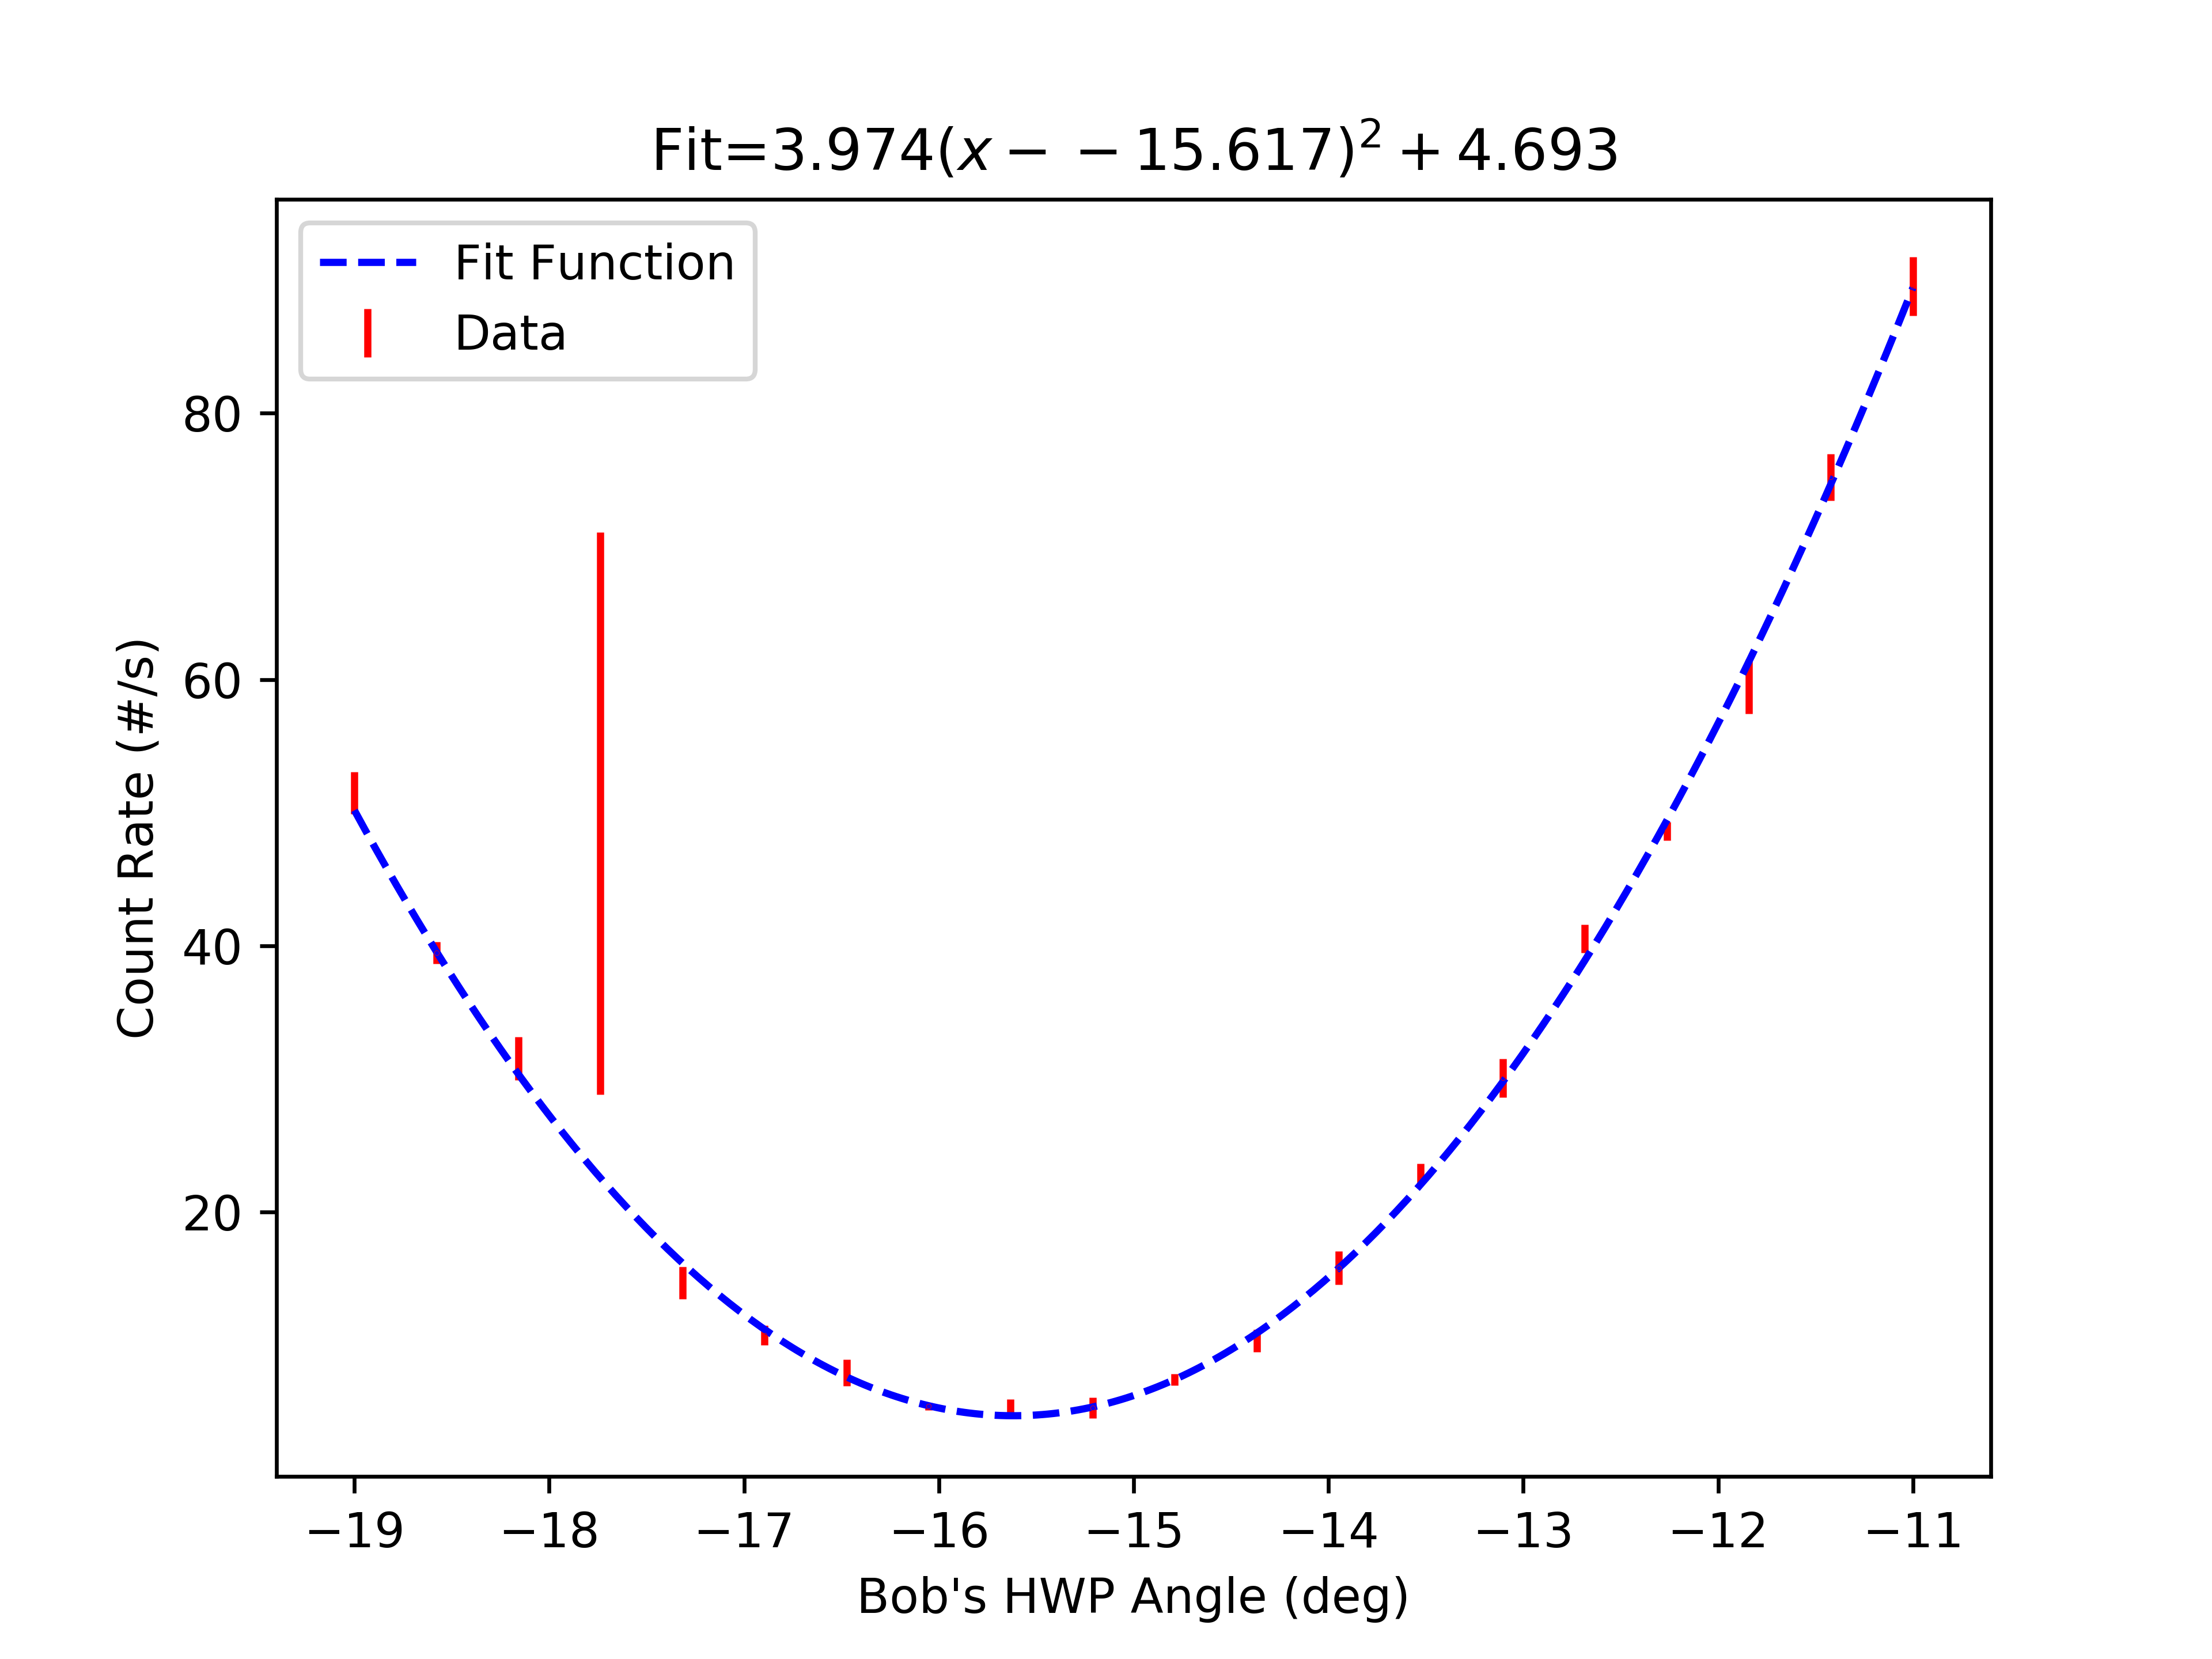 Fit=3.974(x − −15.617)² + 4.693
Fit Function
Data
80
60
40
20
Count Rate (#/s)
−19 −18 −17 −16 −15 −14 −13 −12 −11
Bob's HWP Angle (deg)